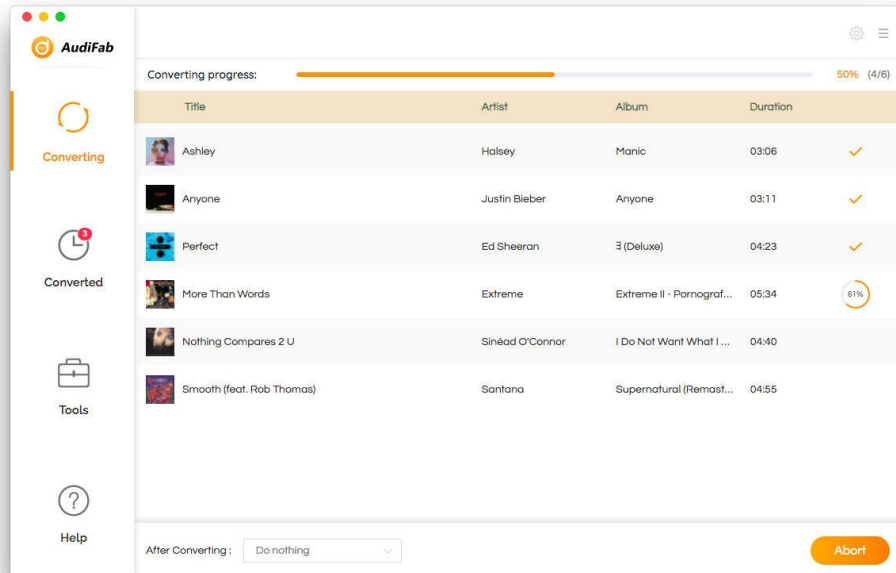 AudiFab
Converting progress: 50% (4/6)
Title Artist Album Duration
Converting
Ashley Halsey Manic 03:06
Anyone Justin Bieber Anyone 03:11
3
Perfect Ed Sheeran ∃ (Deluxe) 04:23
Converted
More Than Words Extreme Extreme II - Pornograf... 05:34 61%
Nothing Compares 2 U Sinéad O'Connor I Do Not Want What I ... 04:40
Smooth (feat. Rob Thomas) Santana Supernatural (Remast... 04:55
Tools
?
Help
After Converting : Do nothing Abort